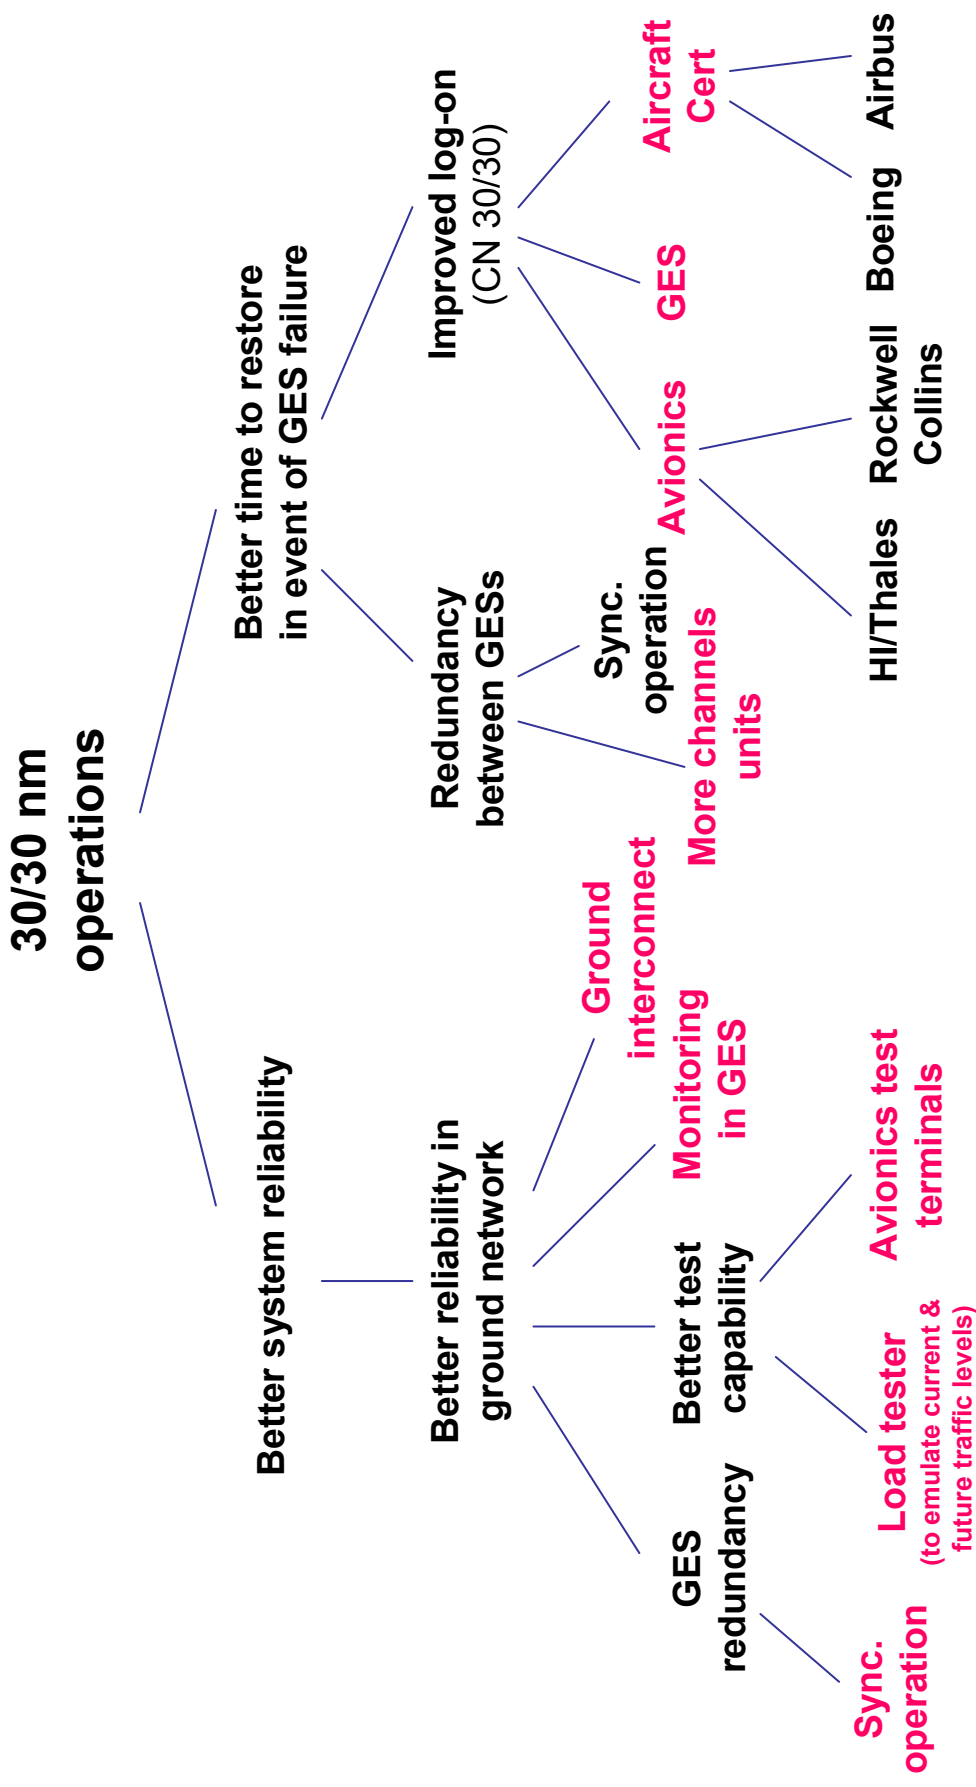 30/30 nm
operations
Better system reliability
Better time to restore
in event of GES failure
Better reliability in
ground network
Redundancy
between GESs
Improved log-on
(CN 30/30)
GES
redundancy
Better test
capability
Monitoring
in GES
Ground
interconnect
More channels
units
Sync.
operation
Avionics
GES
Aircraft
Cert
Sync.
operation
Load tester
(to emulate current &
future traffic levels)
Avionics test
terminals
HI/Thales
Rockwell
Collins
Boeing
Airbus